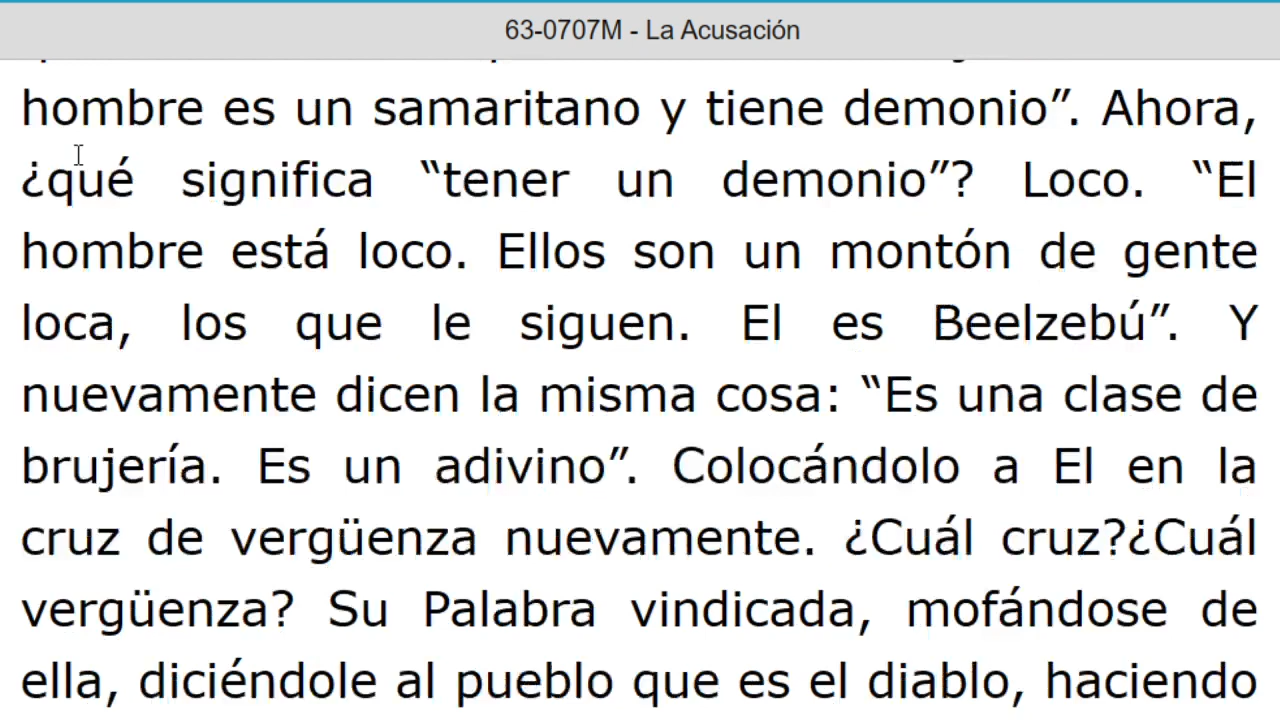 63-0707M - La Acusación
hombre es un samaritano y tiene demonio”. Ahora,
¿qué significa “tener un demonio”? Loco. “El
hombre está loco. Ellos son un montón de gente
loca, los que le siguen. El es Beelzebú”. Y
nuevamente dicen la misma cosa: “Es una clase de
brujería. Es un adivino”. Colocándolo a El en la
cruz de vergüenza nuevamente. ¿Cuál cruz?¿Cuál
vergüenza? Su Palabra vindicada, mofándose de
ella, diciéndole al pueblo que es el diablo, haciendo